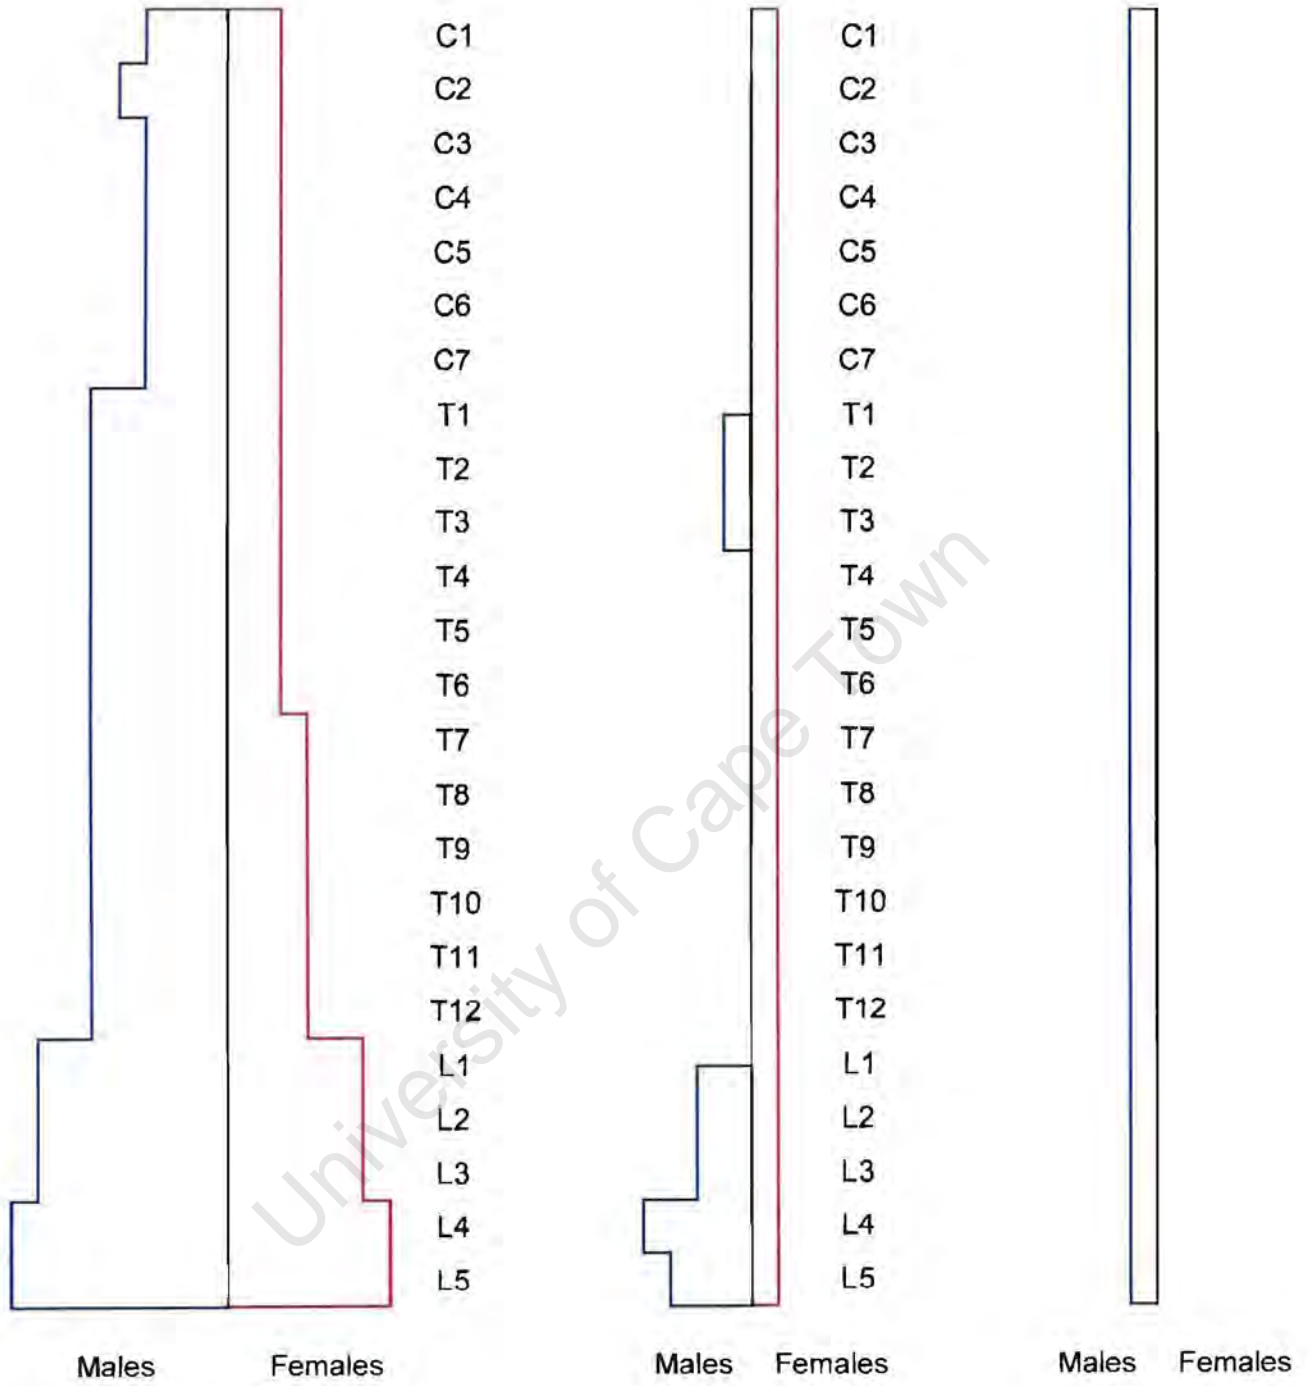 C1 C1
C2 C2
C3 C3
C4 C4
C5 C5
C6 C6
C7 C7
T1 T1
T2 T2
T3 T3
T4 T4
T5 T5
T6 T6
T7 T7
T8 T8
T9 T9
T10 T10
T11 T11
T12 T12
L1 L1
L2 L2
L3 L3
L4 L4
L5 L5
Males Females Males Females Males Females
University of Cape Town